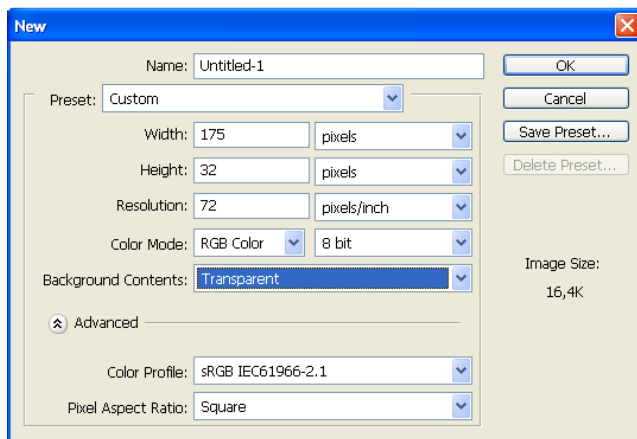 New
Name: Untitled-1
OK
Preset: Custom
Cancel
Width: 175 pixels
Save Preset...
Height: 32 pixels
Delete Preset...
Resolution: 72 pixels/inch
Color Mode: RGB Color 8 bit
Background Contents: Transparent
Image Size:
16,4K
Advanced
Color Profile: sRGB IEC61966-2.1
Pixel Aspect Ratio: Square